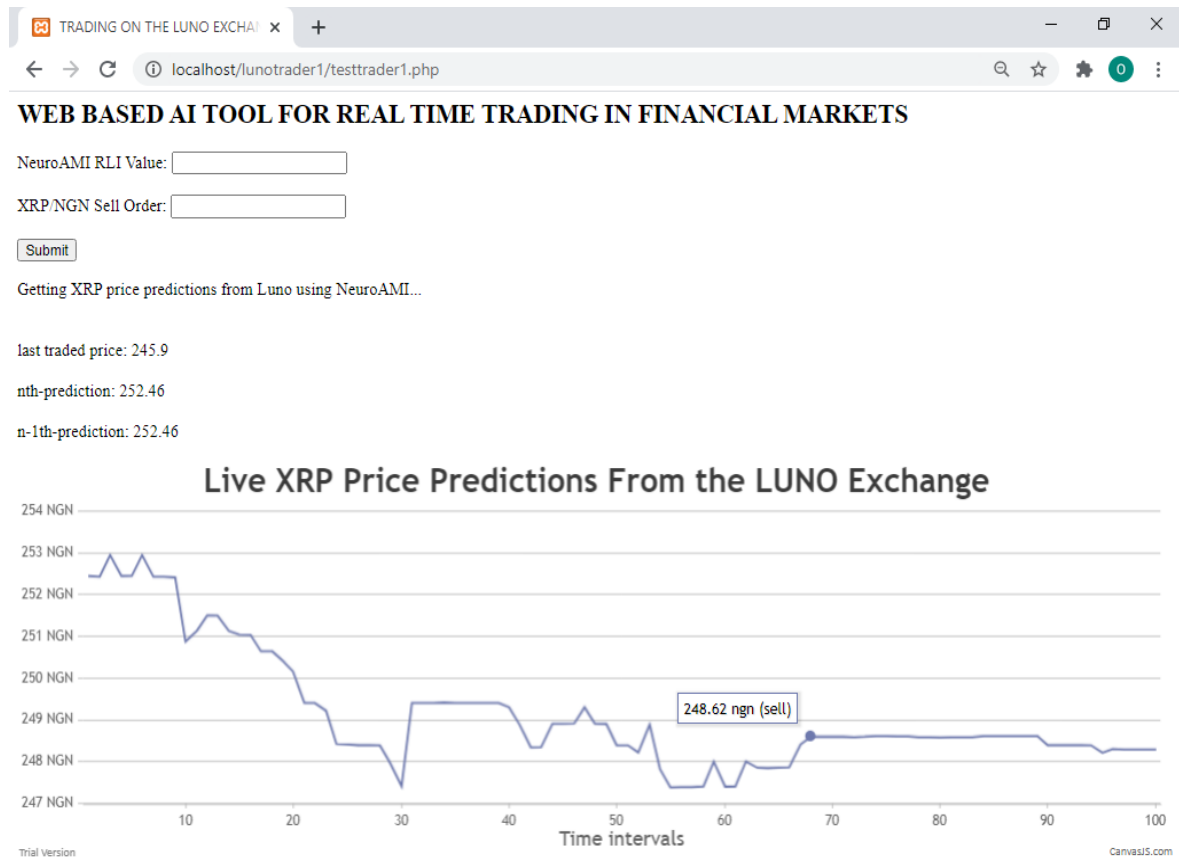 TRADING ON THE LUNO EXCHAN
localhost/lunotrader1/testtrader1.php
O
WEB BASED AI TOOL FOR REAL TIME TRADING IN FINANCIAL MARKETS
NeuroAMI RLI Value:
XRP/NGN Sell Order:
Submit
Getting XRP price predictions from Luno using NeuroAMI...
last traded price: 245.9
nth-prediction: 252.46
n-1th-prediction: 252.46
Live XRP Price Predictions From the LUNO Exchange
254 NGN
253 NGN
252 NGN
251 NGN
250 NGN
249 NGN
248 NGN
247 NGN
248.62 ngn (sell)
10 20 30 40 50 60 70 80 90 100
Time intervals
Trial Version
CanvasJS.com